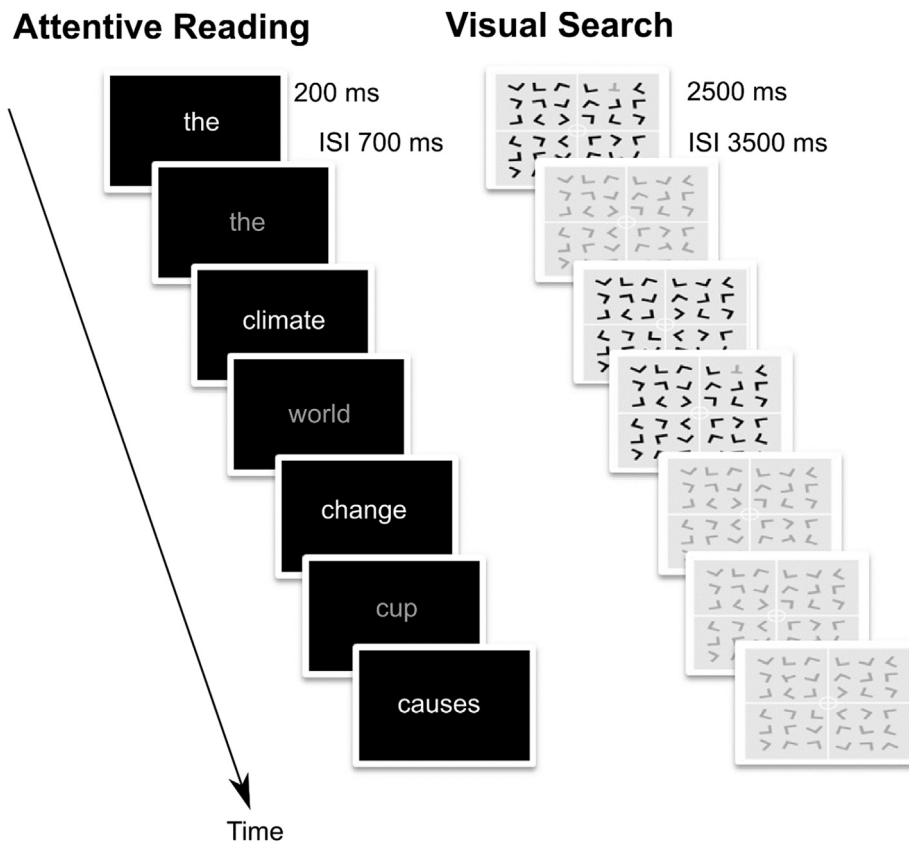 Attentive Reading
Visual Search
200 ms
ISI 700 ms
2500 ms
ISI 3500 ms
the
the
climate
world
change
cup
causes
Time